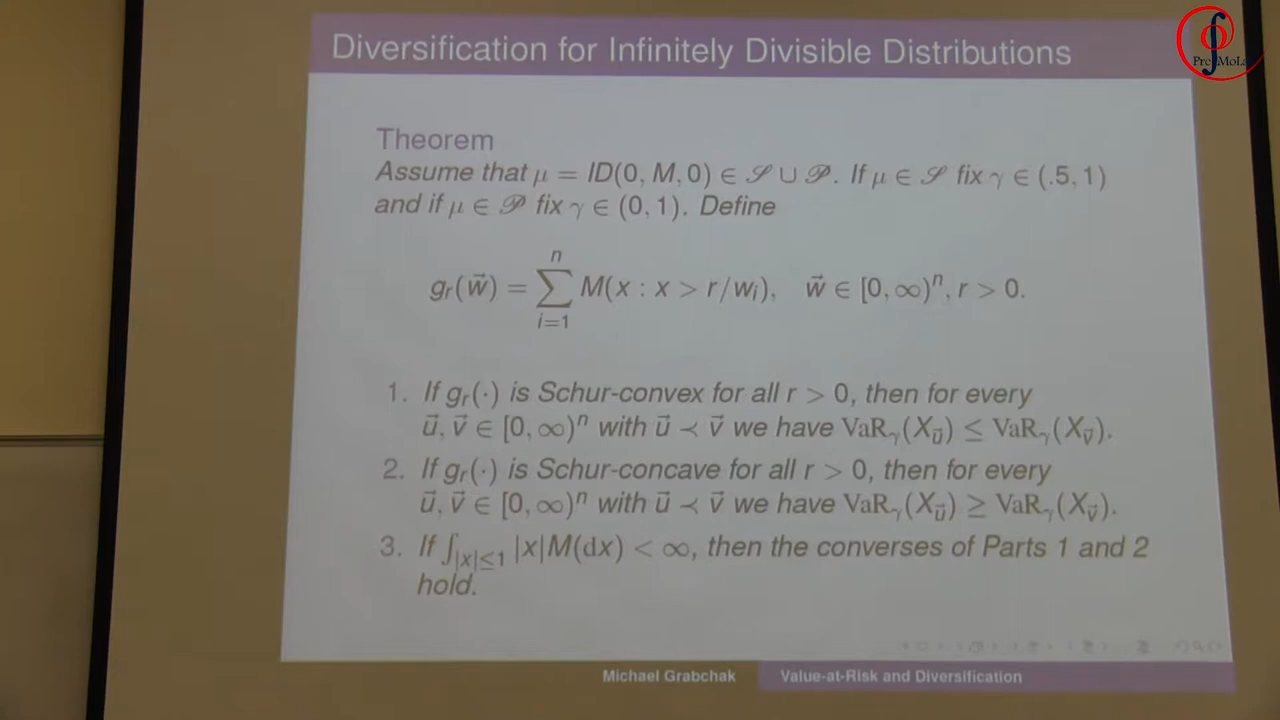 Diversification for Infinitely Divisible Distributions
PreMoLab
Theorem
Assume that μ = ID(0, M, 0) ∈ 𝒮 ∪ 𝒫. If μ ∈ 𝒮 fix γ ∈ (.5, 1)
and if μ ∈ 𝒫 fix γ ∈ (0, 1). Define
g_r(w⃗) = ∑_{i=1}^{n} M(x : x > r/w_i), w⃗ ∈ [0, ∞)^n, r > 0.
1. If g_r(·) is Schur-convex for all r > 0, then for every
u⃗, v⃗ ∈ [0, ∞)^n with u⃗ ≺ v⃗ we have VaR_γ(X_u⃗) ≤ VaR_γ(X_v⃗).
2. If g_r(·) is Schur-concave for all r > 0, then for every
u⃗, v⃗ ∈ [0, ∞)^n with u⃗ ≺ v⃗ we have VaR_γ(X_u⃗) ≥ VaR_γ(X_v⃗).
3. If ∫_{|x|≤1} |x|M(dx) < ∞, then the converses of Parts 1 and 2
hold.
Michael Grabchak Value-at-Risk and Diversification